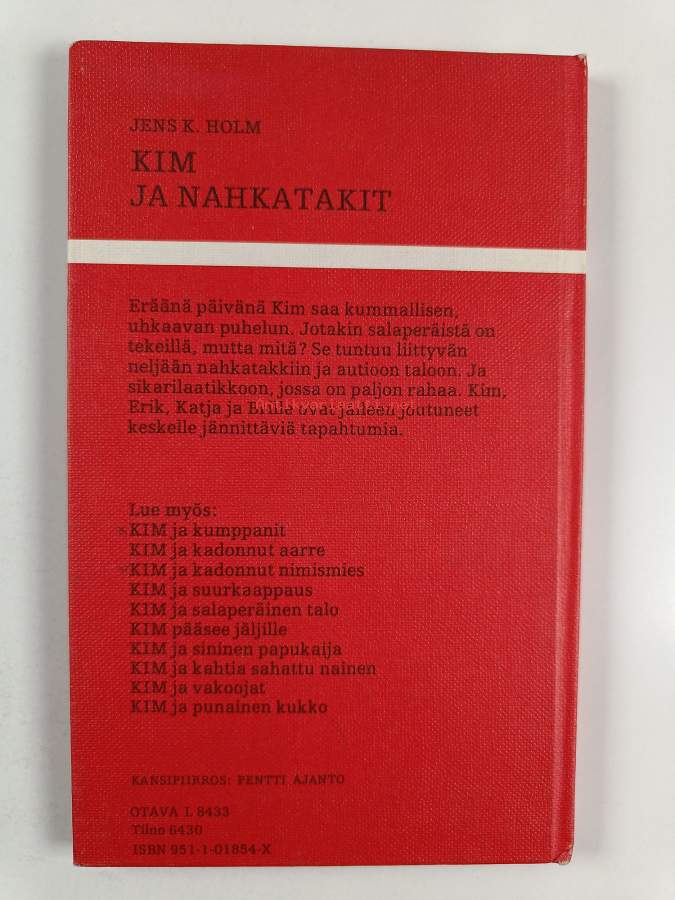 JENS K. HOLM
KIM
JA NAHKATAKIT
Eräänä päivänä Kim saa kummallisen,
uhkaavan puhelun. Jotakin salaperäistä on
tekeillä, mutta mitä? Se tuntuu liittyvän
neljään nahkatakkiin ja autioon taloon. Ja
sikarilaatikkoon, jossa on paljon rahaa. Kim,
Erik, Katja ja Brille ovat jälleen joutuneet
keskelle jännittäviä tapahtumia.
Lue myös:
×KIM ja kumppanit
KIM ja kadonnut aarre
×KIM ja kadonnut nimismies
KIM ja suurkaappaus
KIM ja salaperäinen talo
KIM pääsee jäljille
KIM ja sininen papukaija
KIM ja kahtia sahattu nainen
KIM ja vakoojat
KIM ja punainen kukko
KANSIPIIRROS: PENTTI AJANTO
OTAVA L 8433
Tilno 6430
ISBN 951-1-01854-X